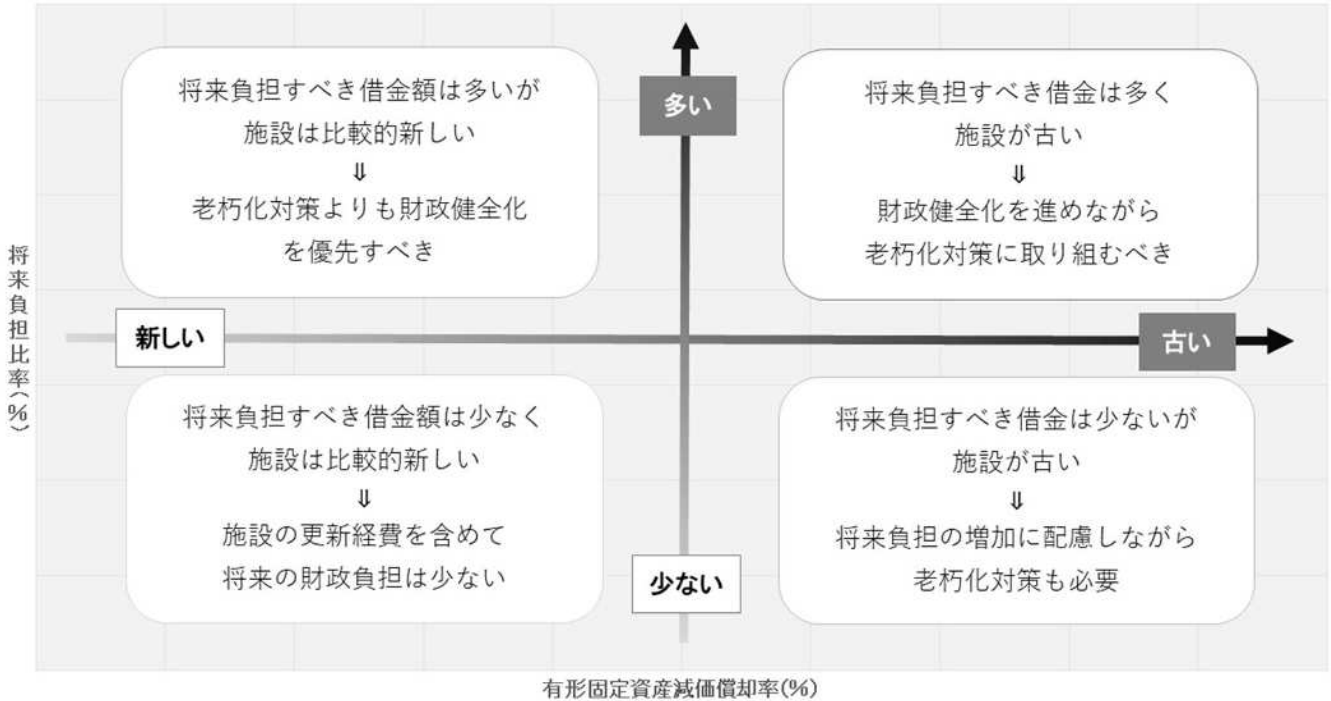 将来負担すべき借金額は多いが
施設は比較的新しい
⇓
老朽化対策よりも財政健全化
を優先すべき
多い
将来負担すべき借金は多く
施設が古い
⇓
財政健全化を進めながら
老朽化対策に取り組むべき
将来負担比率(%)
新しい
古い
将来負担すべき借金額は少なく
施設は比較的新しい
⇓
施設の更新経費を含めて
将来の財政負担は少ない
少ない
将来負担すべき借金は少ないが
施設が古い
⇓
将来負担の増加に配慮しながら
老朽化対策も必要
有形固定資産減価償却率(%)